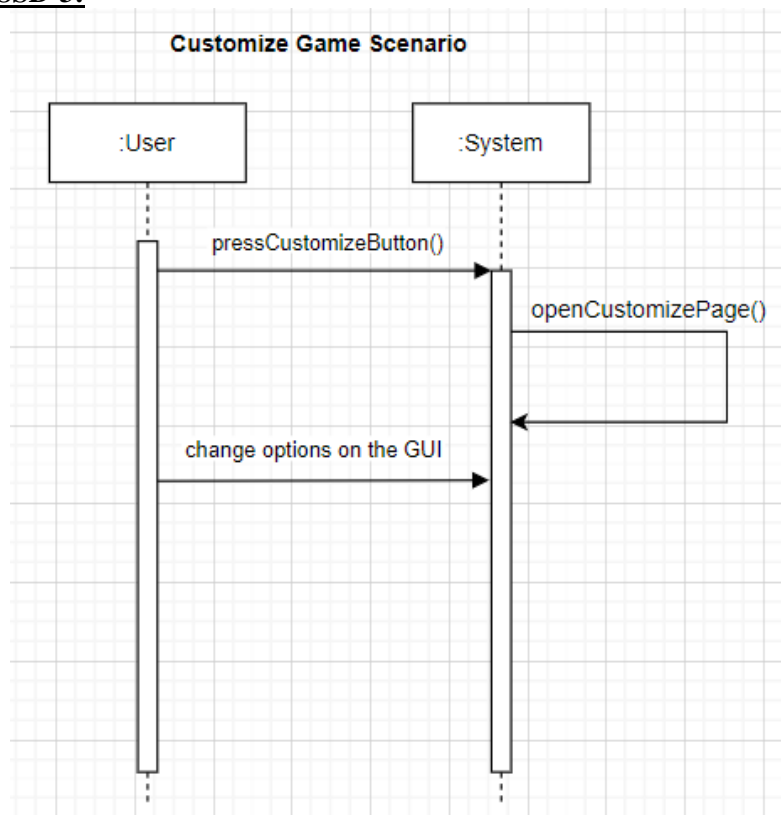 Customize Game Scenario
:User
:System
pressCustomizeButton()
openCustomizePage()
change options on the GUI